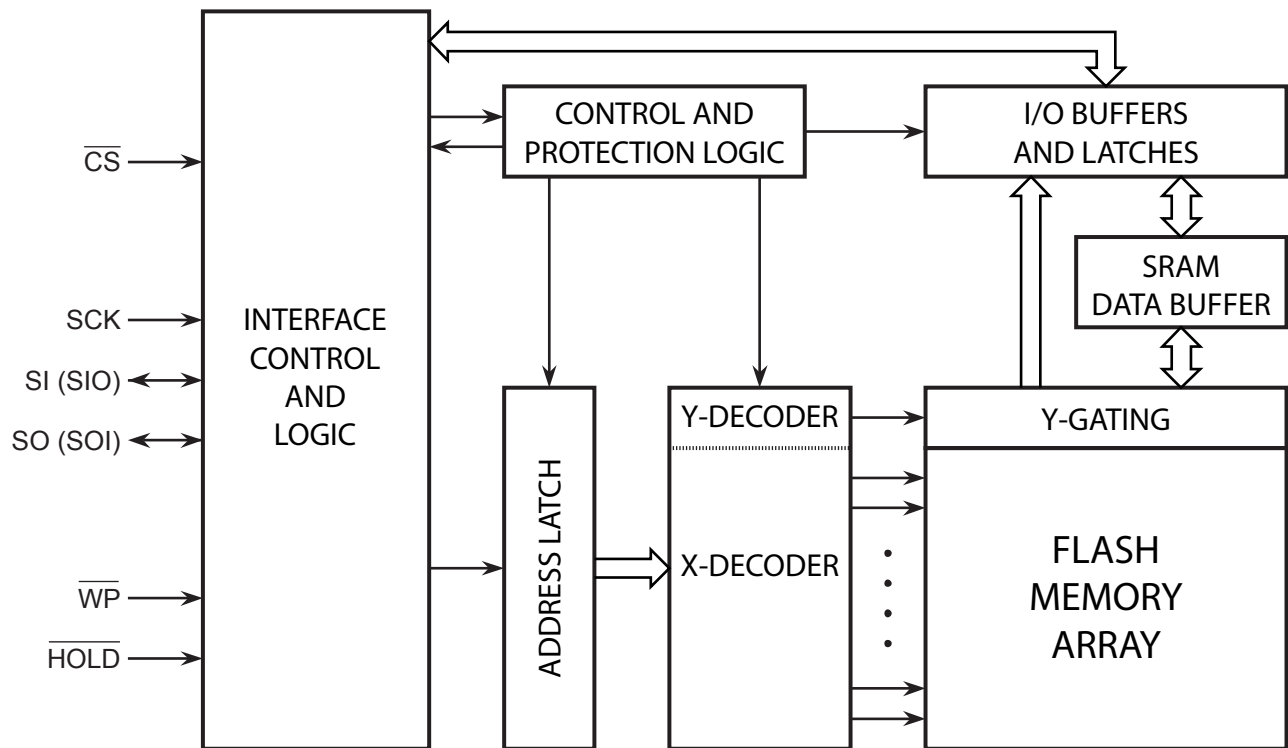 CONTROL AND
PROTECTION LOGIC
I/O BUFFERS
AND LATCHES
CS
SRAM
DATA BUFFER
SCK
INTERFACE
CONTROL
AND
LOGIC
SI (SIO)
SO (SOI)
Y-DECODER
Y-GATING
ADDRESS LATCH
X-DECODER
FLASH
MEMORY
ARRAY
WP
HOLD